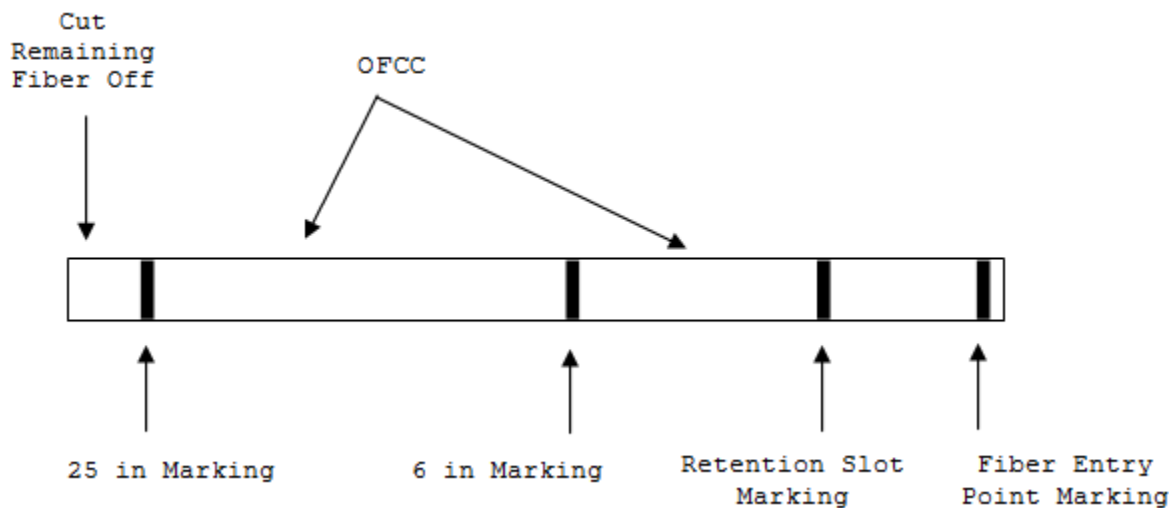 Cut
Remaining
Fiber Off
OFCC
25 in Marking
6 in Marking
Retention Slot
Marking
Fiber Entry
Point Marking